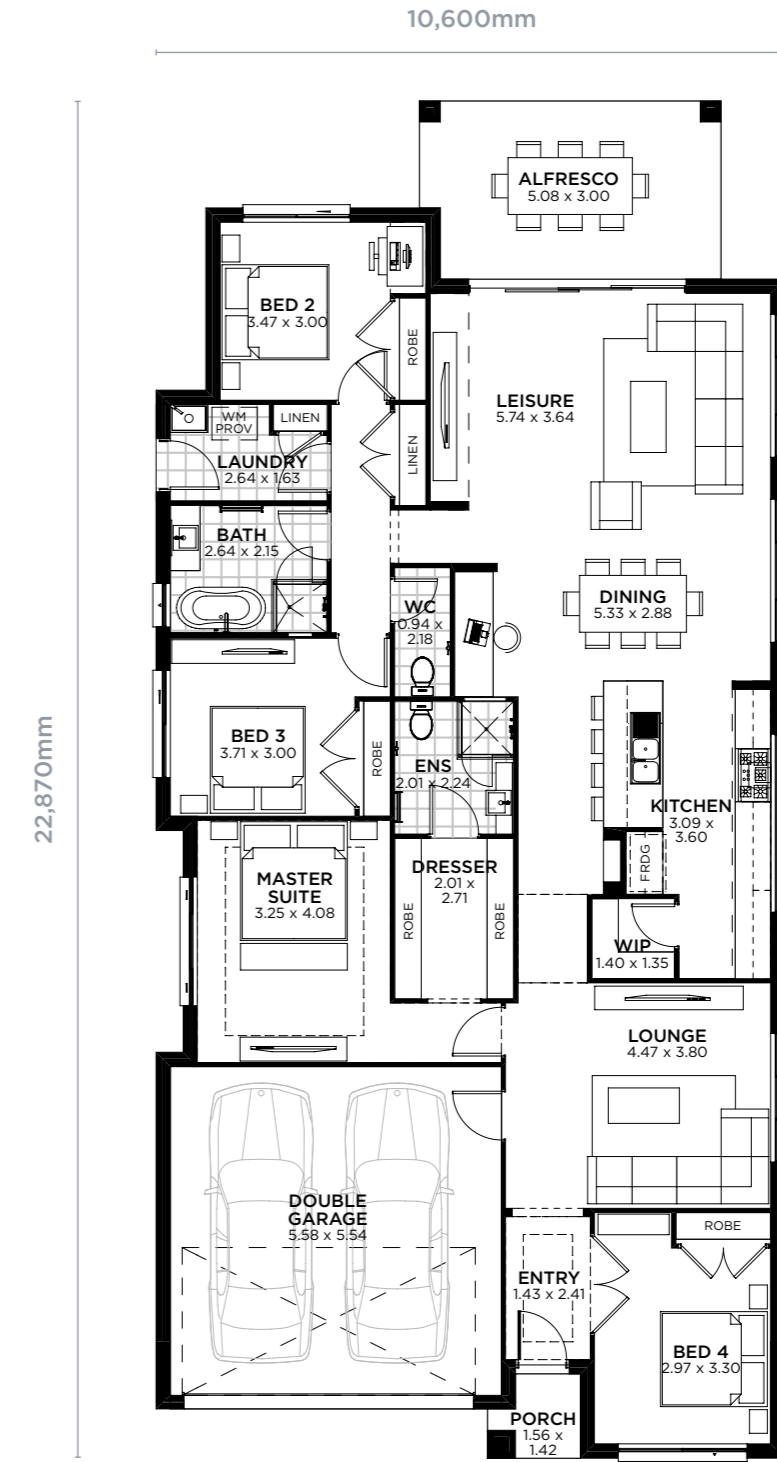 10,600mm
22,870mm
ALFRESCO
5.08 x 3.00
BED 2
3.47 x 3.00
ROBE
LEISURE
5.74 x 3.64
WM
PROV
LINEN
LAUNDRY
2.64 x 1.63
LINEN
BATH
2.64 x 2.15
WC
0.94 x
2.18
DINING
5.33 x 2.88
BED 3
3.71 x 3.00
ROBE
ENS
2.01 x 2.24
KITCHEN
3.09 x
3.60
FRDG
MASTER
SUITE
3.25 x 4.08
DRESSER
2.01 x
2.71
ROBE
ROBE
WIP
1.40 x 1.35
LOUNGE
4.47 x 3.80
DOUBLE
GARAGE
5.58 x 5.54
ENTRY
1.43 x 2.41
ROBE
BED 4
2.97 x 3.30
PORCH
1.56 x
1.42